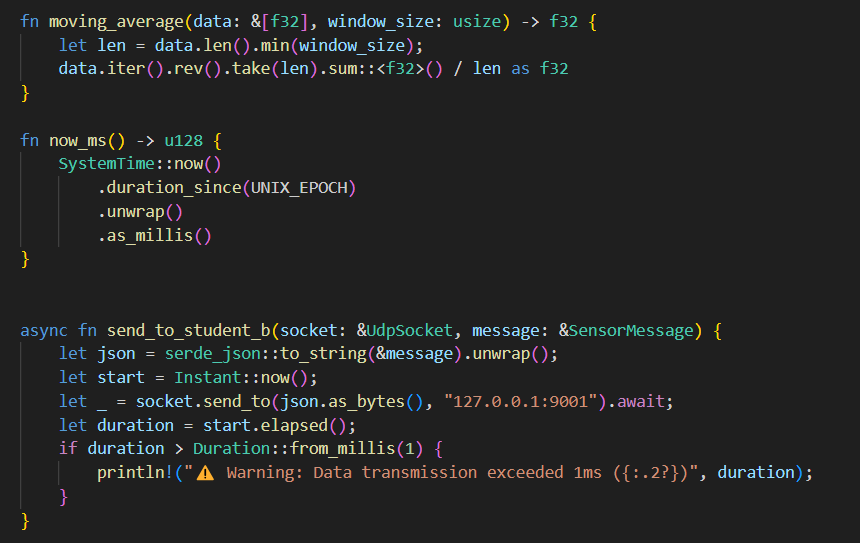 fn moving_average(data: &[f32], window_size: usize) -> f32 {
    let len = data.len().min(window_size);
    data.iter().rev().take(len).sum::<f32>() / len as f32
}

fn now_ms() -> u128 {
    SystemTime::now()
        .duration_since(UNIX_EPOCH)
        .unwrap()
        .as_millis()
}

async fn send_to_student_b(socket: &UdpSocket, message: &SensorMessage) {
    let json = serde_json::to_string(&message).unwrap();
    let start = Instant::now();
    let _ = socket.send_to(json.as_bytes(), "127.0.0.1:9001").await;
    let duration = start.elapsed();
    if duration > Duration::from_millis(1) {
        println!("⚠️ Warning: Data transmission exceeded 1ms ({:.2?})", duration);
    }
}